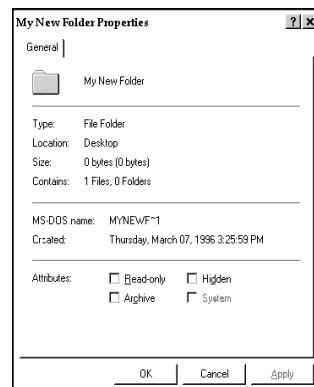 My New Folder Properties
General
My New Folder
Type: File Folder
Location: Desktop
Size: 0 bytes (0 bytes)
Contains: 1 Files, 0 Folders
MS-DOS name: MYNEWF~1
Created: Thursday, March 07, 1996 3:25:59 PM
Attributes: Read-only Hidden
Archive System
OK Cancel Apply